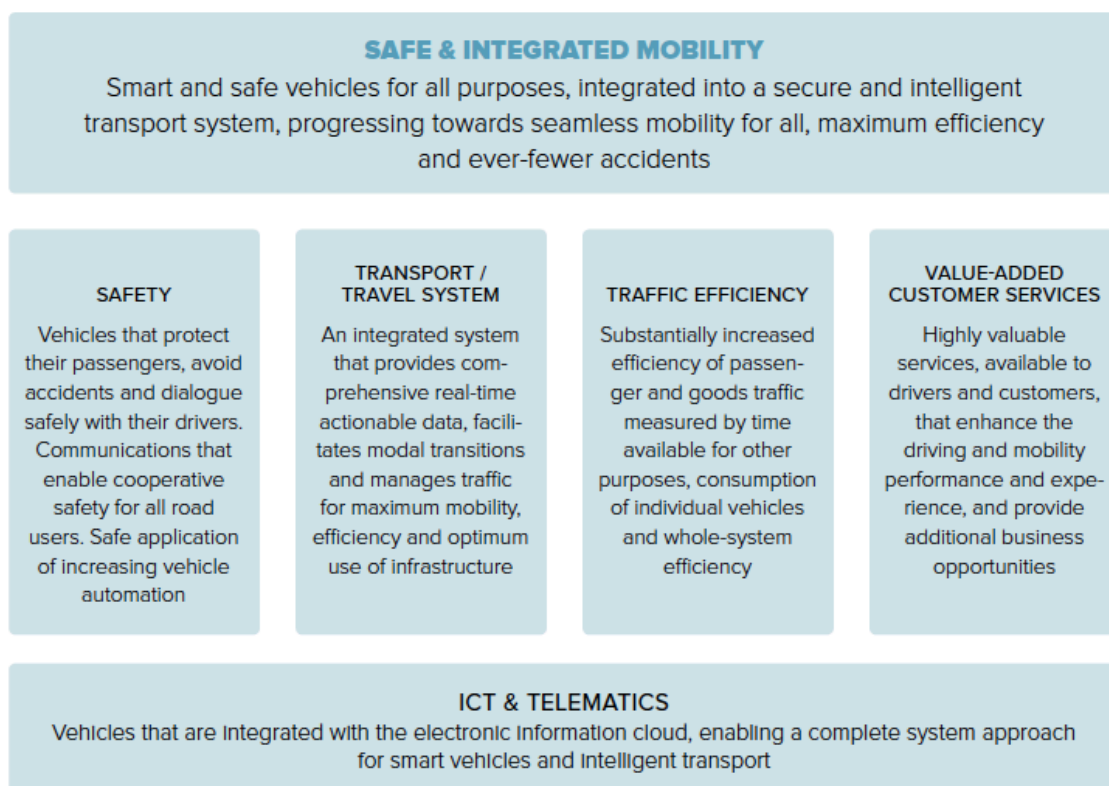 SAFE & INTEGRATED MOBILITY
Smart and safe vehicles for all purposes, integrated into a secure and intelligent
transport system, progressing towards seamless mobility for all, maximum efficiency
and ever-fewer accidents
SAFETY
Vehicles that protect
their passengers, avoid
accidents and dialogue
safely with their drivers.
Communications that
enable cooperative
safety for all road
users. Safe application
of increasing vehicle
automation
TRANSPORT /
TRAVEL SYSTEM
An integrated system
that provides com-
prehensive real-time
actionable data, facili-
tates modal transitions
and manages traffic
for maximum mobility,
efficiency and optimum
use of infrastructure
TRAFFIC EFFICIENCY
Substantially increased
efficiency of passen-
ger and goods traffic
measured by time
available for other
purposes, consumption
of individual vehicles
and whole-system
efficiency
VALUE-ADDED
CUSTOMER SERVICES
Highly valuable
services, available to
drivers and customers,
that enhance the
driving and mobility
performance and expe-
rience, and provide
additional business
opportunities
ICT & TELEMATICS
Vehicles that are integrated with the electronic information cloud, enabling a complete system approach
for smart vehicles and intelligent transport